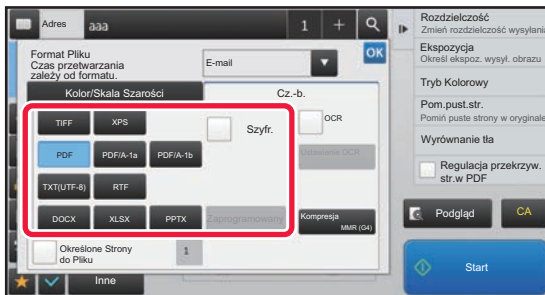 Adres
aaa
1
+
Format Pliku
Czas przetwarzania
zależy od formatu.
E-mail
OK
Kolor/Skala Szarości
Cz.-b.
TIFF
XPS
Szyfr.
OCR
PDF
PDF/A-1a
PDF/A-1b
Ustawienia OCR
TXT(UTF-8)
RTF
DOCX
XLSX
PPTX
Zaprogramowany
Kompresja
MMR (G4)
Określone Strony
do Pliku
1
Inne
Rozdzielczość
Zmień rozdzielczość wysyłania
Ekspozycja
Określ ekspoz. wysył. obrazu
Tryb Kolorowy
Pom.pust.str.
Pomiń puste strony w oryginale
Wyrównanie tła
Regulacja przekrzyw.
str.w PDF
Podgląd
CA
Start